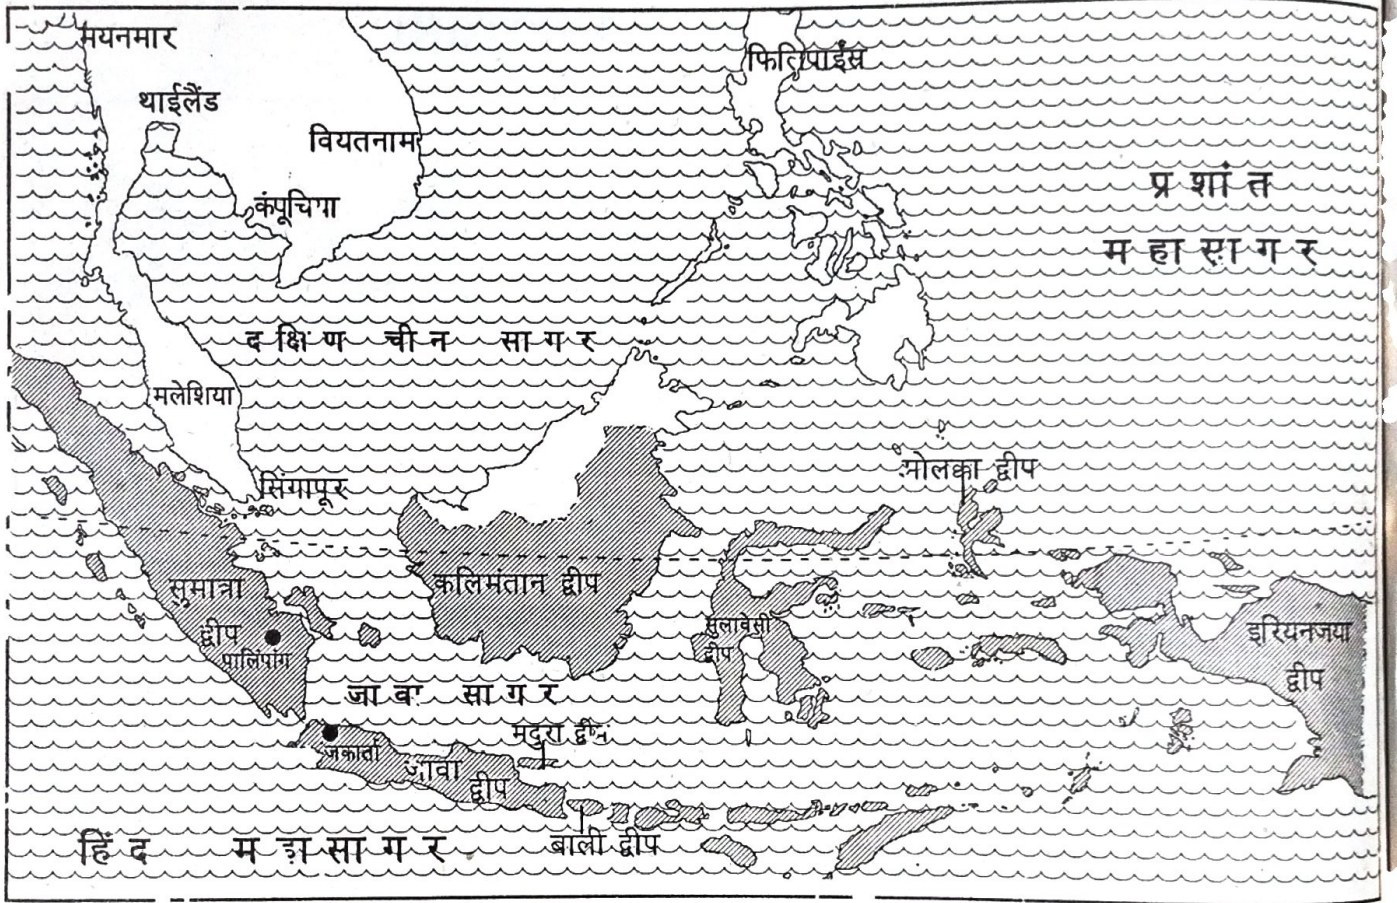 मयनमार
फिलिपाईंस
थाईलैंड
वियतनाम
प्रशांत
कंपूचिया
महासागर
दक्षिण चीन सागर
मलेशिया
मोलक्का द्वीप
सिंगापूर
कलिमंतान द्वीप
सुमात्रा
द्वीप
पालिंपांग
सुलावेसी
द्वीप
इरियनजया
द्वीप
जावा सागर
मदुरा द्वीप
जकार्ता
जावा
द्वीप
हिंद महासागर
बाली द्वीप